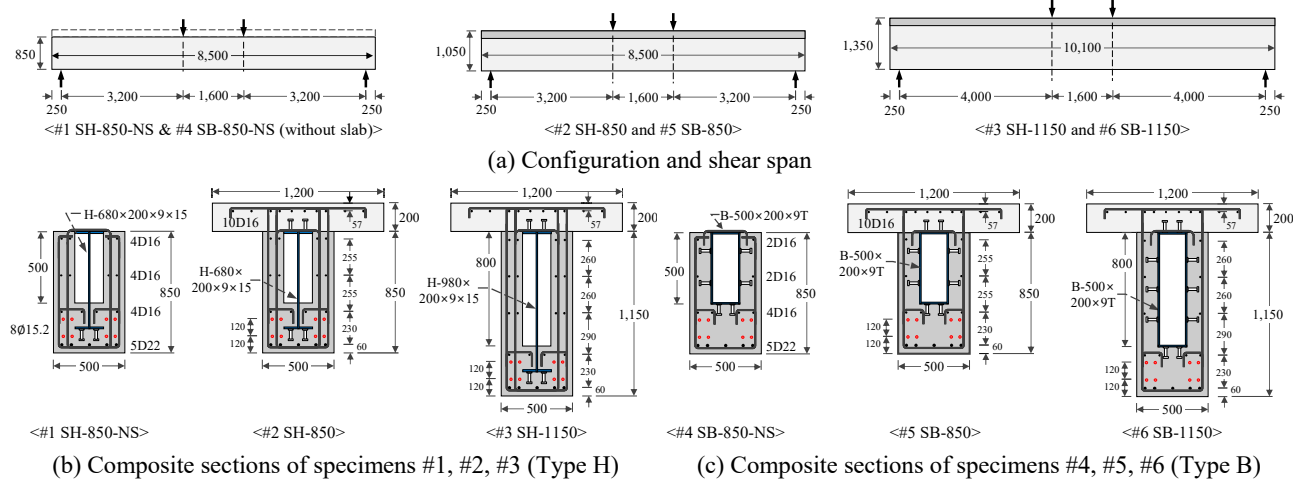 850
8,500
3,200
1,600
3,200
250
250
<#1 SH-850-NS & #4 SB-850-NS (without slab)>
1,050
8,500
3,200
1,600
3,200
250
250
<#2 SH-850 and #5 SB-850>
1,350
10,100
4,000
1,600
4,000
250
250
<#3 SH-1150 and #6 SB-1150>
(a) Configuration and shear span
H-680×200×9×15
500
4D16
4D16
850
4D16
8Ø15.2
5D22
500
<#1 SH-850-NS>
1,200
10D16
57
200
H-680×
200×9×15
255
255
230
60
850
120
120
500
<#2 SH-850>
1,200
57
200
800
H-980×
200×9×15
260
260
290
230
60
1,150
120
120
500
<#3 SH-1150>
B-500×200×9T
500
2D16
2D16
850
4D16
5D22
500
<#4 SB-850-NS>
1,200
10D16
57
200
B-500×
200×9T
255
255
230
60
850
120
120
500
<#5 SB-850>
1,200
57
200
800
B-500×
200×9T
260
260
290
230
60
1,150
120
120
500
<#6 SB-1150>
(b) Composite sections of specimens #1, #2, #3 (Type H)
(c) Composite sections of specimens #4, #5, #6 (Type B)